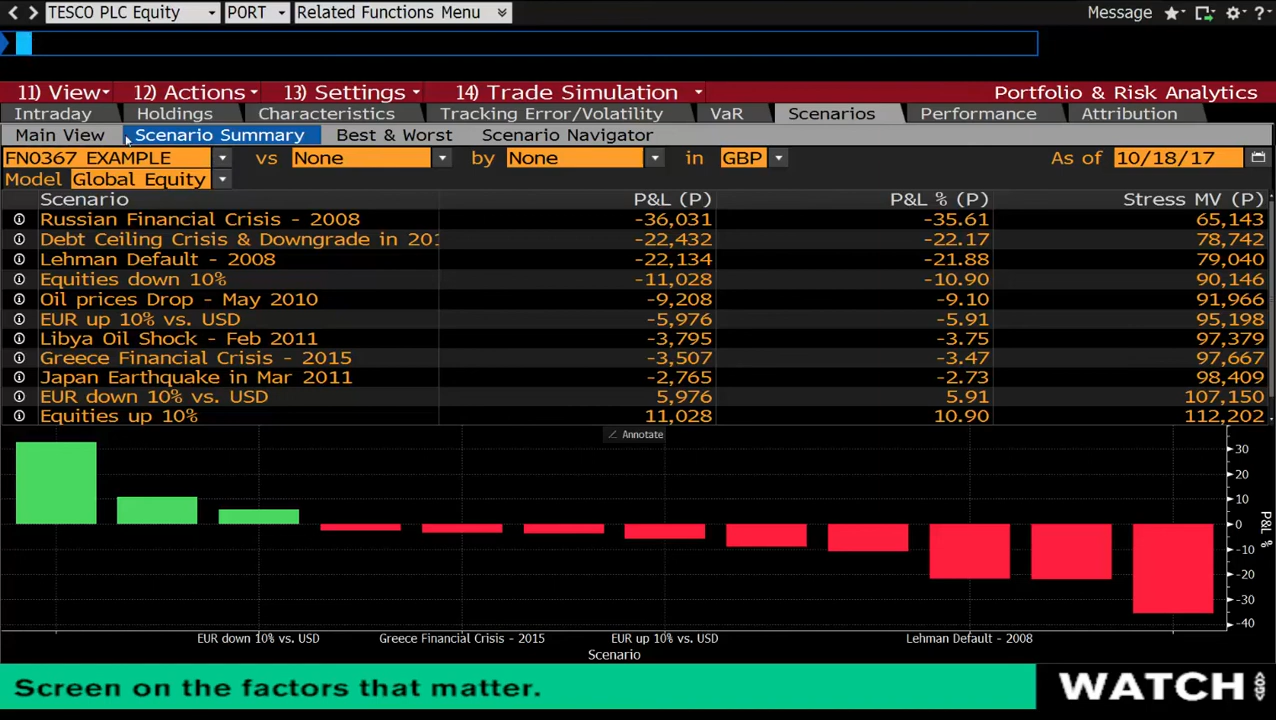 TESCO PLC Equity PORT Related Functions Menu Message
11) View 12) Actions 13) Settings 14) Trade Simulation Portfolio & Risk Analytics
Intraday Holdings Characteristics Tracking Error/Volatility VaR Scenarios Performance Attribution
Main View Scenario Summary Best & Worst Scenario Navigator
FN0367 EXAMPLE vs None by None in GBP As of 10/18/17
Model Global Equity
Scenario P&L (P) P&L % (P) Stress MV (P)
Russian Financial Crisis - 2008 -36,031 -35.61 65,143
Debt Ceiling Crisis & Downgrade in 201 -22,432 -22.17 78,742
Lehman Default - 2008 -22,134 -21.88 79,040
Equities down 10% -11,028 -10.90 90,146
Oil prices Drop - May 2010 -9,208 -9.10 91,966
EUR up 10% vs. USD -5,976 -5.91 95,198
Libya Oil Shock - Feb 2011 -3,795 -3.75 97,379
Greece Financial Crisis - 2015 -3,507 -3.47 97,667
Japan Earthquake in Mar 2011 -2,765 -2.73 98,409
EUR down 10% vs. USD 5,976 5.91 107,150
Equities up 10% 11,028 10.90 112,202
Annotate
30
20
10
0
-10
-20
-30
-40
P&L %
EUR down 10% vs. USD Greece Financial Crisis - 2015 EUR up 10% vs. USD Lehman Default - 2008
Scenario
Screen on the factors that matter. WATCH